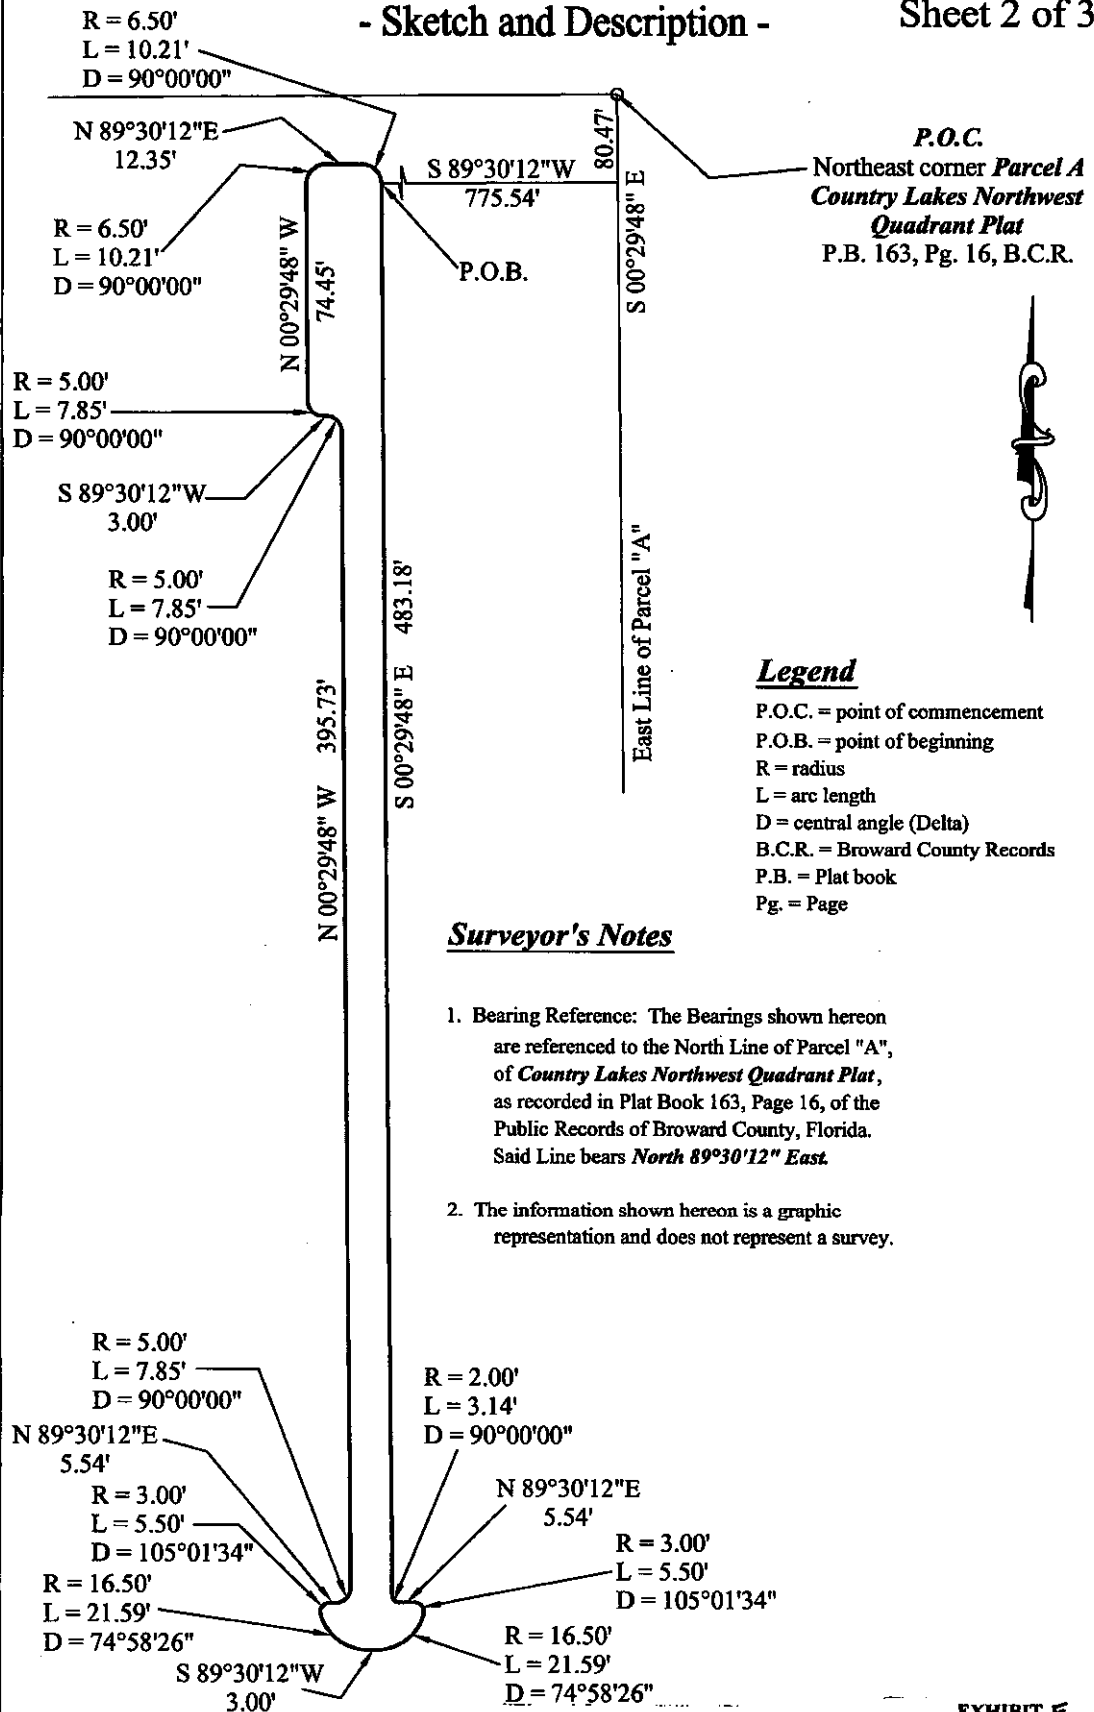 - Sketch and Description -
Sheet 2 of 3
R = 6.50'
L = 10.21'
D = 90°00'00"
N 89°30'12"E
12.35'
R = 6.50'
L = 10.21'
D = 90°00'00"
S 89°30'12"W
775.54'
80.47'
S 00°29'48" E
P.O.C.
Northeast corner Parcel A
Country Lakes Northwest
Quadrant Plat
P.B. 163, Pg. 16, B.C.R.
P.O.B.
N 00°29'48" W
74.45'
R = 5.00'
L = 7.85'
D = 90°00'00"
S 89°30'12"W
3.00'
R = 5.00'
L = 7.85'
D = 90°00'00"
N 00°29'48" W 395.73'
S 00°29'48" E 483.18'
East Line of Parcel "A"
Legend
P.O.C. = point of commencement
P.O.B. = point of beginning
R = radius
L = arc length
D = central angle (Delta)
B.C.R. = Broward County Records
P.B. = Plat book
Pg. = Page
Surveyor's Notes
1. Bearing Reference: The Bearings shown hereon
are referenced to the North Line of Parcel "A",
of Country Lakes Northwest Quadrant Plat,
as recorded in Plat Book 163, Page 16, of the
Public Records of Broward County, Florida.
Said Line bears North 89°30'12" East.
2. The information shown hereon is a graphic
representation and does not represent a survey.
R = 5.00'
L = 7.85'
D = 90°00'00"
N 89°30'12"E
5.54'
R = 3.00'
L = 5.50'
D = 105°01'34"
R = 16.50'
L = 21.59'
D = 74°58'26"
S 89°30'12"W
3.00'
R = 2.00'
L = 3.14'
D = 90°00'00"
N 89°30'12"E
5.54'
R = 3.00'
L = 5.50'
D = 105°01'34"
R = 16.50'
L = 21.59'
D = 74°58'26"
EXHIBIT